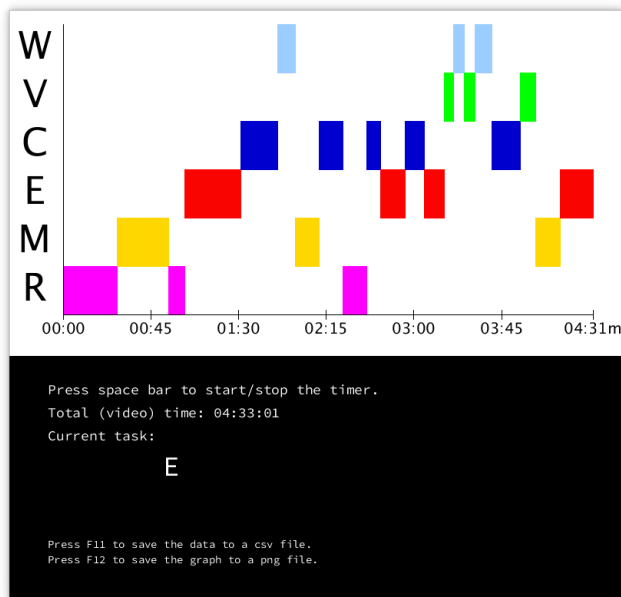 W
V
C
E
M
R
00:00 00:45 01:30 02:15 03:00 03:45 04:31m
Press space bar to start/stop the timer.
Total (video) time: 04:33:01
Current task:
E
Press F11 to save the data to a csv file.
Press F12 to save the graph to a png file.